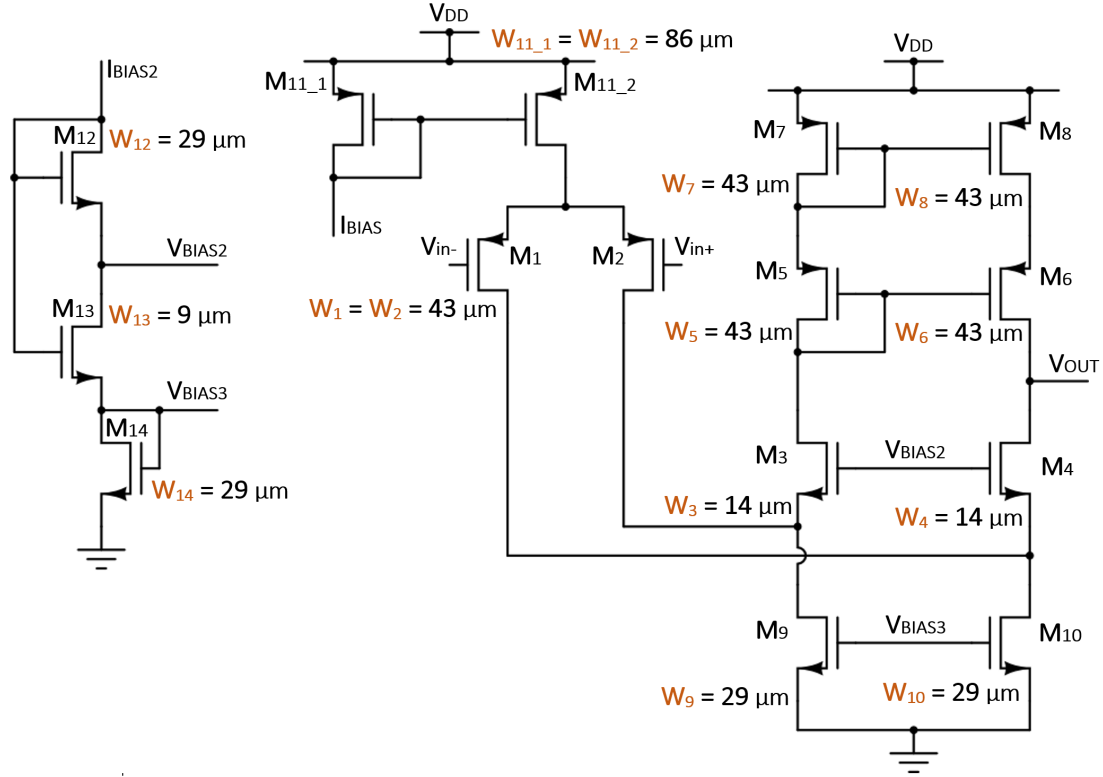 IBIAS2
M12
W12 = 29 µm
VBIAS2
M13
W13 = 9 µm
VBIAS3
M14
W14 = 29 µm
VDD
W11_1 = W11_2 = 86 µm
M11_1
M11_2
IBIAS
Vin-
M1
M2
Vin+
W1 = W2 = 43 µm
VDD
M7
M8
W7 = 43 µm
W8 = 43 µm
M5
M6
W5 = 43 µm
W6 = 43 µm
VOUT
M3
VBIAS2
M4
W3 = 14 µm
W4 = 14 µm
M9
VBIAS3
M10
W9 = 29 µm
W10 = 29 µm